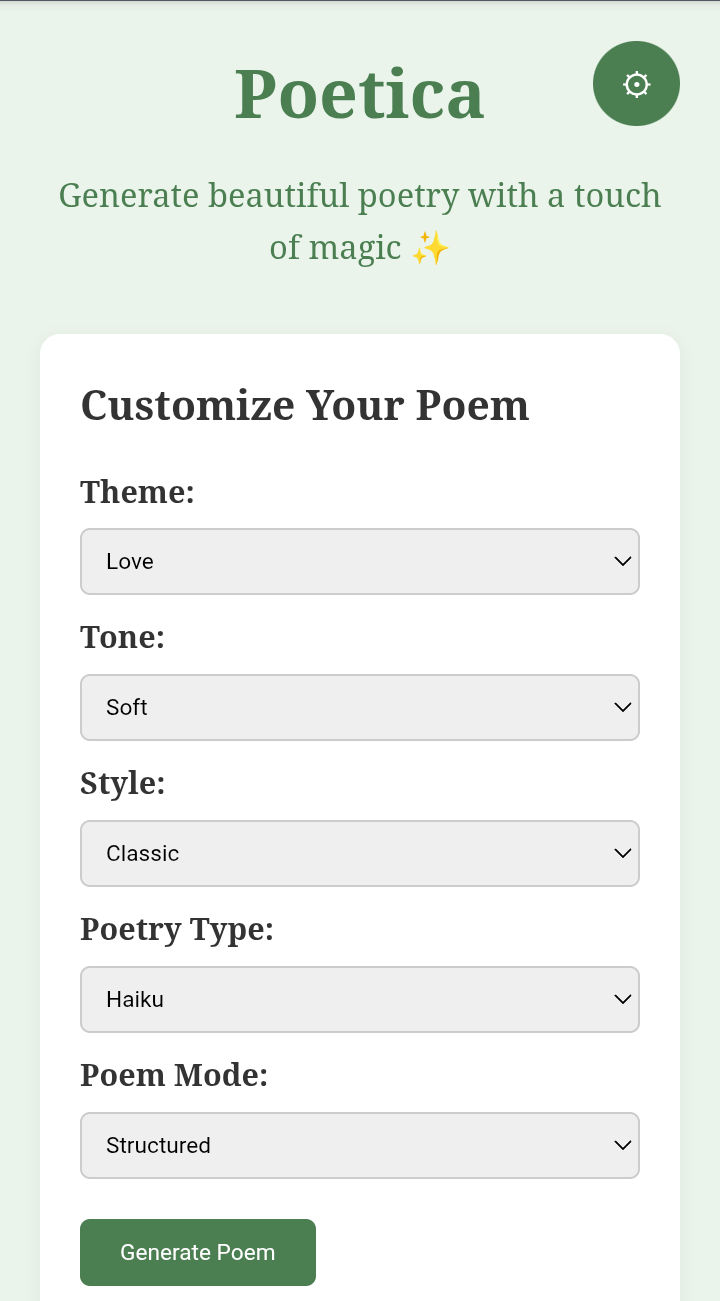 Poetica
Generate beautiful poetry with a touch
of magic ✨
Customize Your Poem
Theme:
Love
Tone:
Soft
Style:
Classic
Poetry Type:
Haiku
Poem Mode:
Structured
Generate Poem